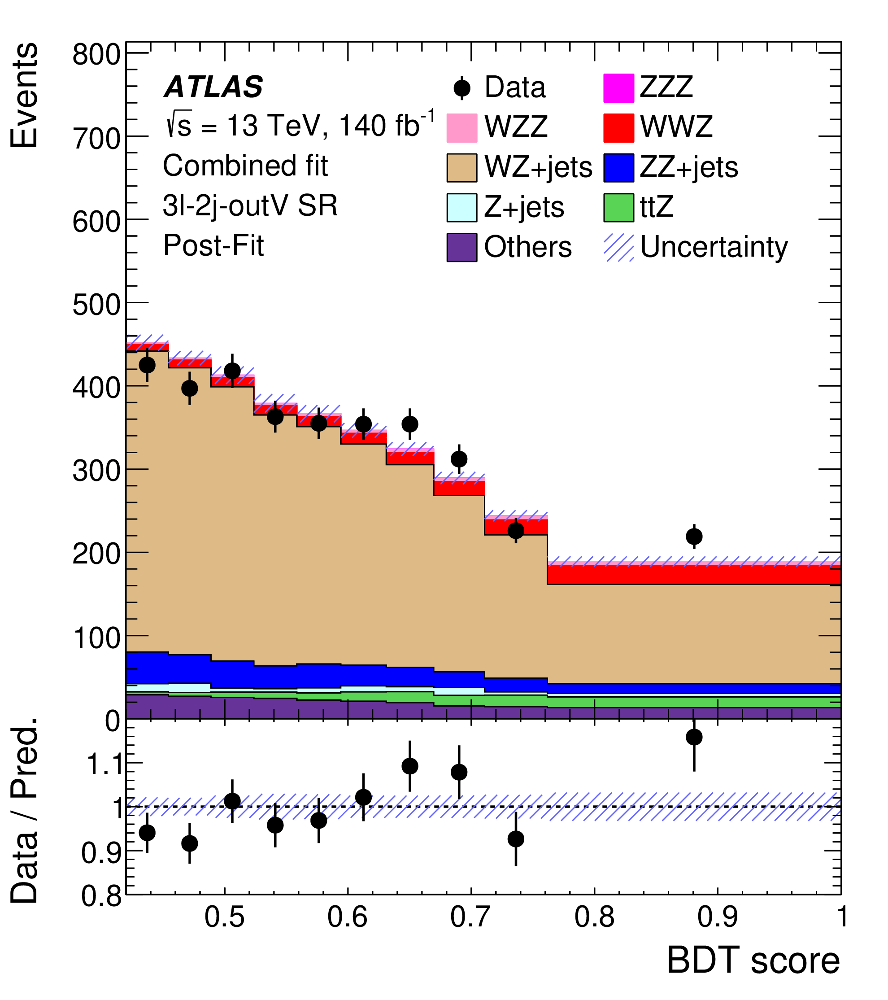 Events
800
700
600
500
400
300
200
100
0
ATLAS
√s = 13 TeV, 140 fb⁻¹
Combined fit
3l-2j-outV SR
Post-Fit
Data
ZZZ
WZZ
WWZ
WZ+jets
ZZ+jets
Z+jets
ttZ
Others
Uncertainty
Data / Pred.
1.1
1
0.9
0.8
0.5 0.6 0.7 0.8 0.9 1
BDT score